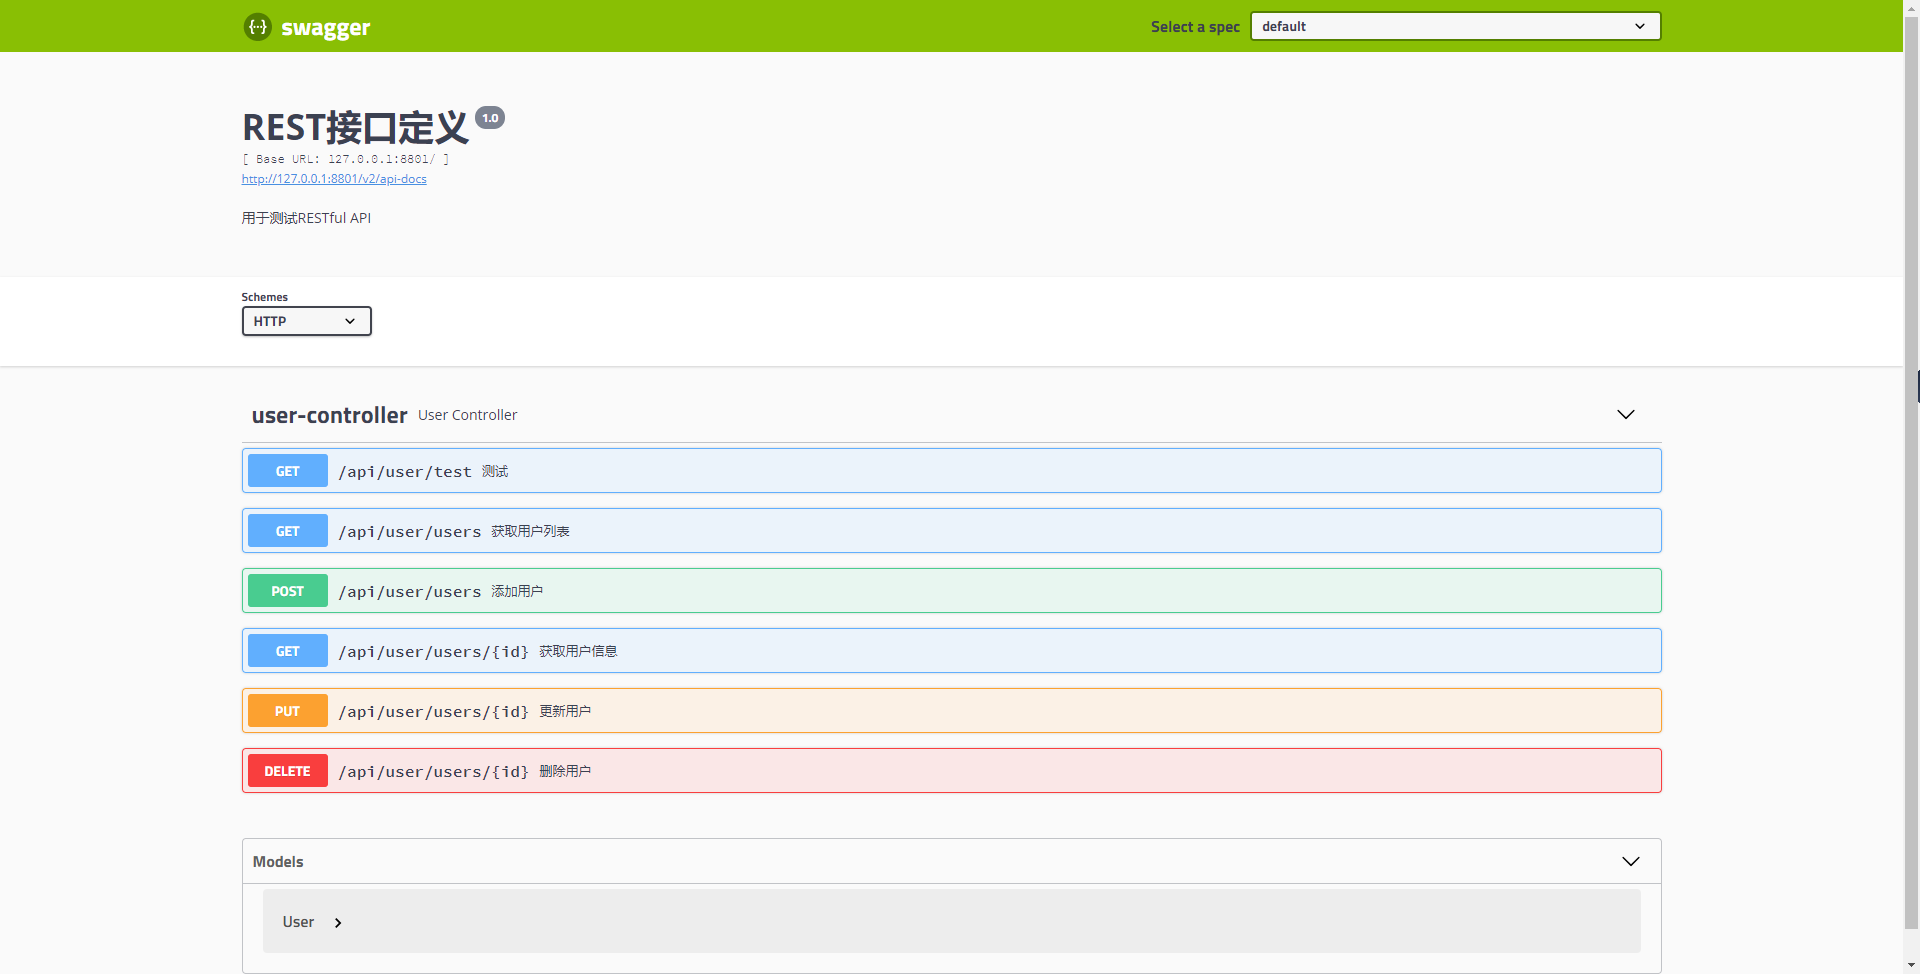 swagger
Select a spec default
REST接口定义 1.0
[ Base URL: 127.0.0.1:8801/ ]
http://127.0.0.1:8801/v2/api-docs
用于测试RESTful API
Schemes
HTTP
user-controller User Controller
GET /api/user/test 测试
GET /api/user/users 获取用户列表
POST /api/user/users 添加用户
GET /api/user/users/{id} 获取用户信息
PUT /api/user/users/{id} 更新用户
DELETE /api/user/users/{id} 删除用户
Models
User